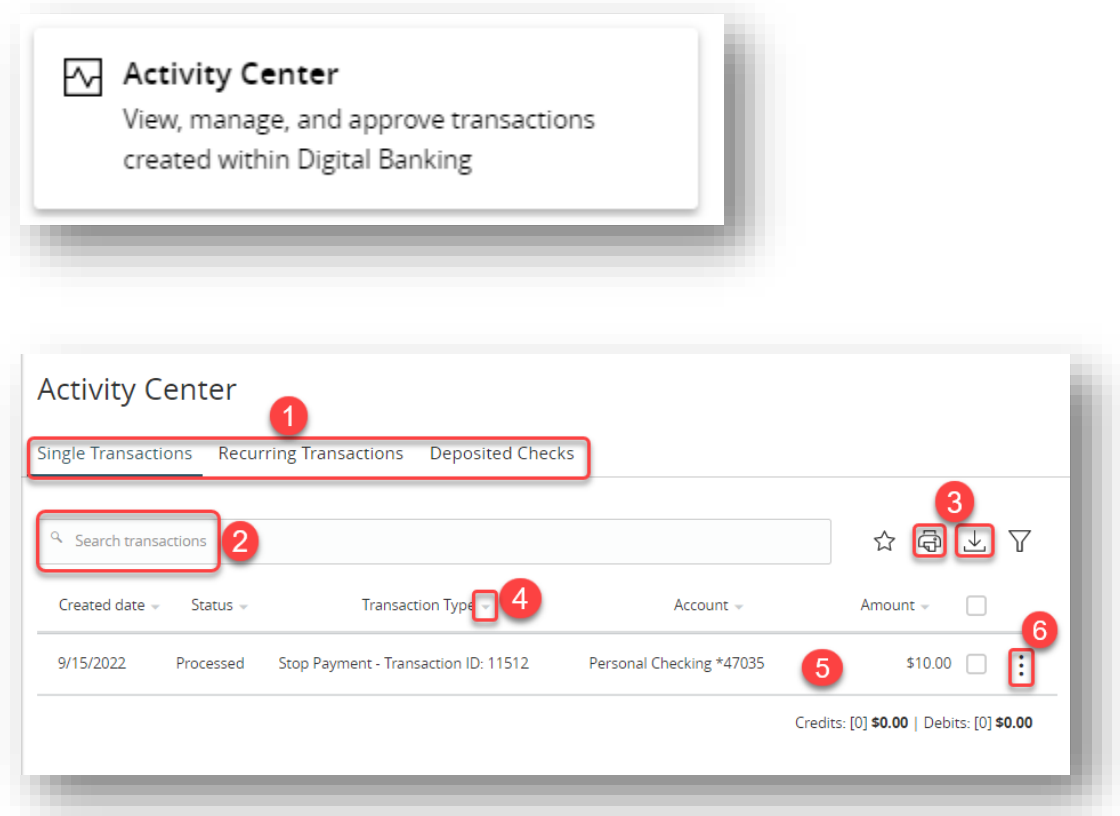 Activity Center
View, manage, and approve transactions
created within Digital Banking
Activity Center
1
Single Transactions Recurring Transactions Deposited Checks
3
Search transactions 2
Created date Status Transaction Type 4 Account Amount
6
9/15/2022 Processed Stop Payment - Transaction ID: 11512 Personal Checking *47035 5 $10.00
Credits: [0] $0.00 | Debits: [0] $0.00